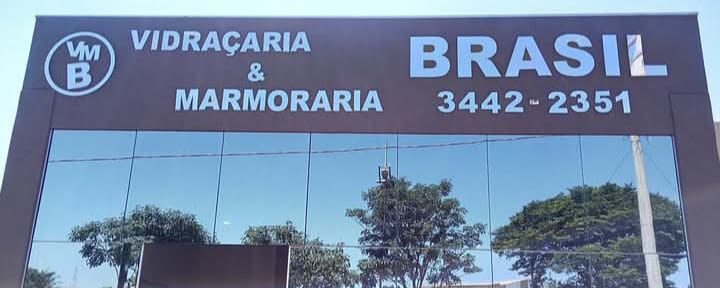 VMB
VIDRAÇARIA
&
MARMORARIA
BRASIL
3442-2351